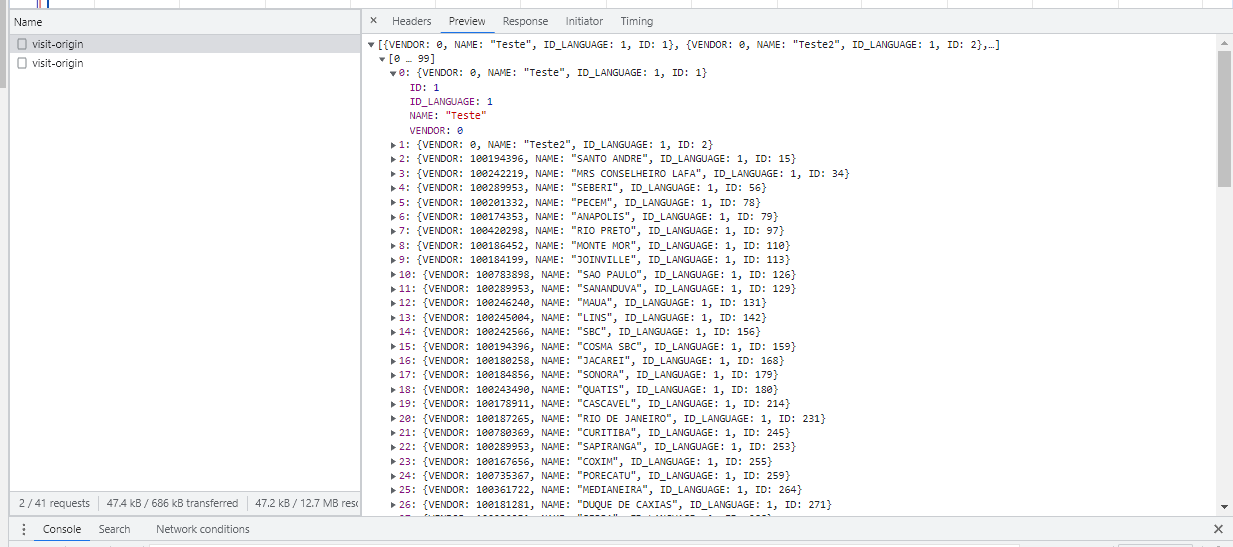 Name
visit-origin
visit-origin
2 / 41 requests
47.4 kB / 686 kB transferred
47.2 kB / 12.7 MB resc
× Headers Preview Response Initiator Timing
[{VENDOR: 0, NAME: "Teste", ID_LANGUAGE: 1, ID: 1}, {VENDOR: 0, NAME: "Teste2", ID_LANGUAGE: 1, ID: 2},…]
[0 … 99]
0: {VENDOR: 0, NAME: "Teste", ID_LANGUAGE: 1, ID: 1}
ID: 1
ID_LANGUAGE: 1
NAME: "Teste"
VENDOR: 0
1: {VENDOR: 0, NAME: "Teste2", ID_LANGUAGE: 1, ID: 2}
2: {VENDOR: 100194396, NAME: "SANTO ANDRE", ID_LANGUAGE: 1, ID: 15}
3: {VENDOR: 100242219, NAME: "MRS CONSELHEIRO LAFA", ID_LANGUAGE: 1, ID: 34}
4: {VENDOR: 100289953, NAME: "SEBERI", ID_LANGUAGE: 1, ID: 56}
5: {VENDOR: 100201332, NAME: "PECEM", ID_LANGUAGE: 1, ID: 78}
6: {VENDOR: 100174353, NAME: "ANAPOLIS", ID_LANGUAGE: 1, ID: 79}
7: {VENDOR: 100420298, NAME: "RIO PRETO", ID_LANGUAGE: 1, ID: 97}
8: {VENDOR: 100186452, NAME: "MONTE MOR", ID_LANGUAGE: 1, ID: 110}
9: {VENDOR: 100184199, NAME: "JOINVILLE", ID_LANGUAGE: 1, ID: 113}
10: {VENDOR: 100783898, NAME: "SAO PAULO", ID_LANGUAGE: 1, ID: 126}
11: {VENDOR: 100289953, NAME: "SANANDUVA", ID_LANGUAGE: 1, ID: 129}
12: {VENDOR: 100246240, NAME: "MAUA", ID_LANGUAGE: 1, ID: 131}
13: {VENDOR: 100245004, NAME: "LINS", ID_LANGUAGE: 1, ID: 142}
14: {VENDOR: 100242566, NAME: "SBC", ID_LANGUAGE: 1, ID: 156}
15: {VENDOR: 100194396, NAME: "COSMA SBC", ID_LANGUAGE: 1, ID: 159}
16: {VENDOR: 100180258, NAME: "JACAREI", ID_LANGUAGE: 1, ID: 168}
17: {VENDOR: 100184856, NAME: "SONORA", ID_LANGUAGE: 1, ID: 179}
18: {VENDOR: 100243490, NAME: "QUATIS", ID_LANGUAGE: 1, ID: 180}
19: {VENDOR: 100178911, NAME: "CASCAVEL", ID_LANGUAGE: 1, ID: 214}
20: {VENDOR: 100187265, NAME: "RIO DE JANEIRO", ID_LANGUAGE: 1, ID: 231}
21: {VENDOR: 100780369, NAME: "CURITIBA", ID_LANGUAGE: 1, ID: 245}
22: {VENDOR: 100289953, NAME: "SAPIRANGA", ID_LANGUAGE: 1, ID: 253}
23: {VENDOR: 100167656, NAME: "COXIM", ID_LANGUAGE: 1, ID: 255}
24: {VENDOR: 100735367, NAME: "PORECATU", ID_LANGUAGE: 1, ID: 259}
25: {VENDOR: 100361722, NAME: "MEDIANEIRA", ID_LANGUAGE: 1, ID: 264}
26: {VENDOR: 100181281, NAME: "DUQUE DE CAXIAS", ID_LANGUAGE: 1, ID: 271}
Console Search Network conditions ×